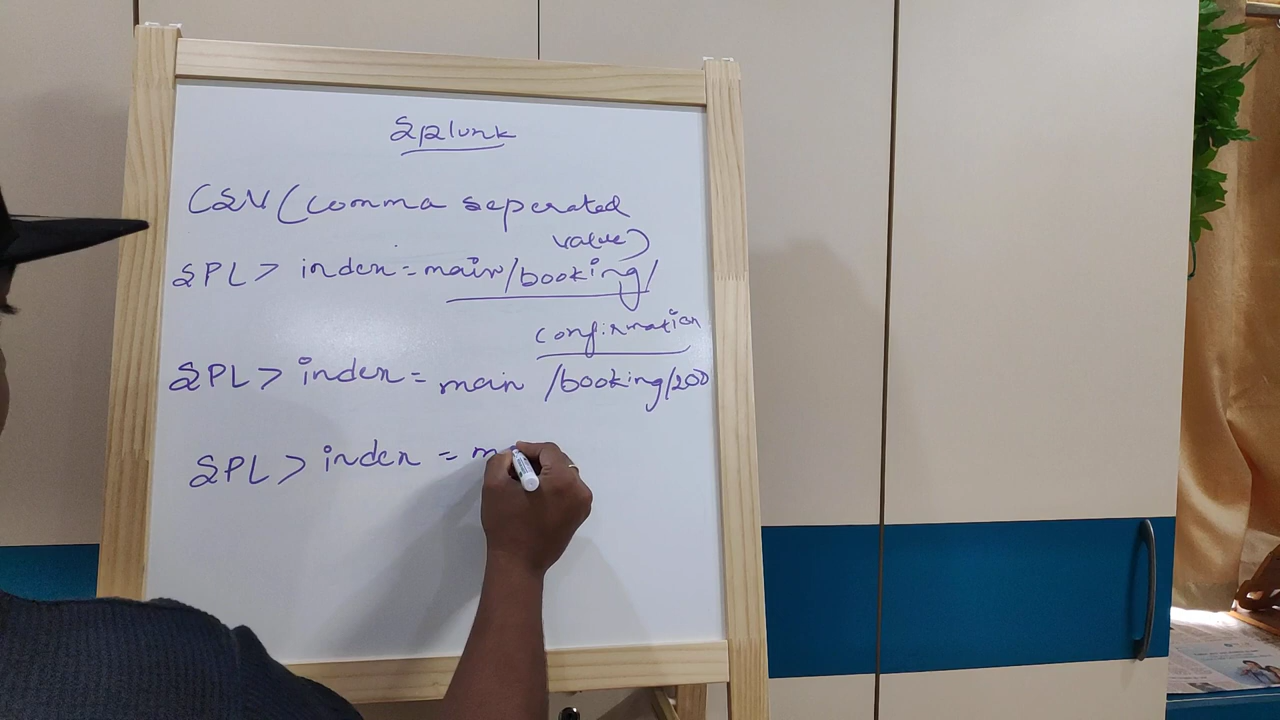 Splunk
CSV (comma seperated
value)
SPL > index = main/booking/
confirmation
SPL > index = main /booking/200
SPL > index = m